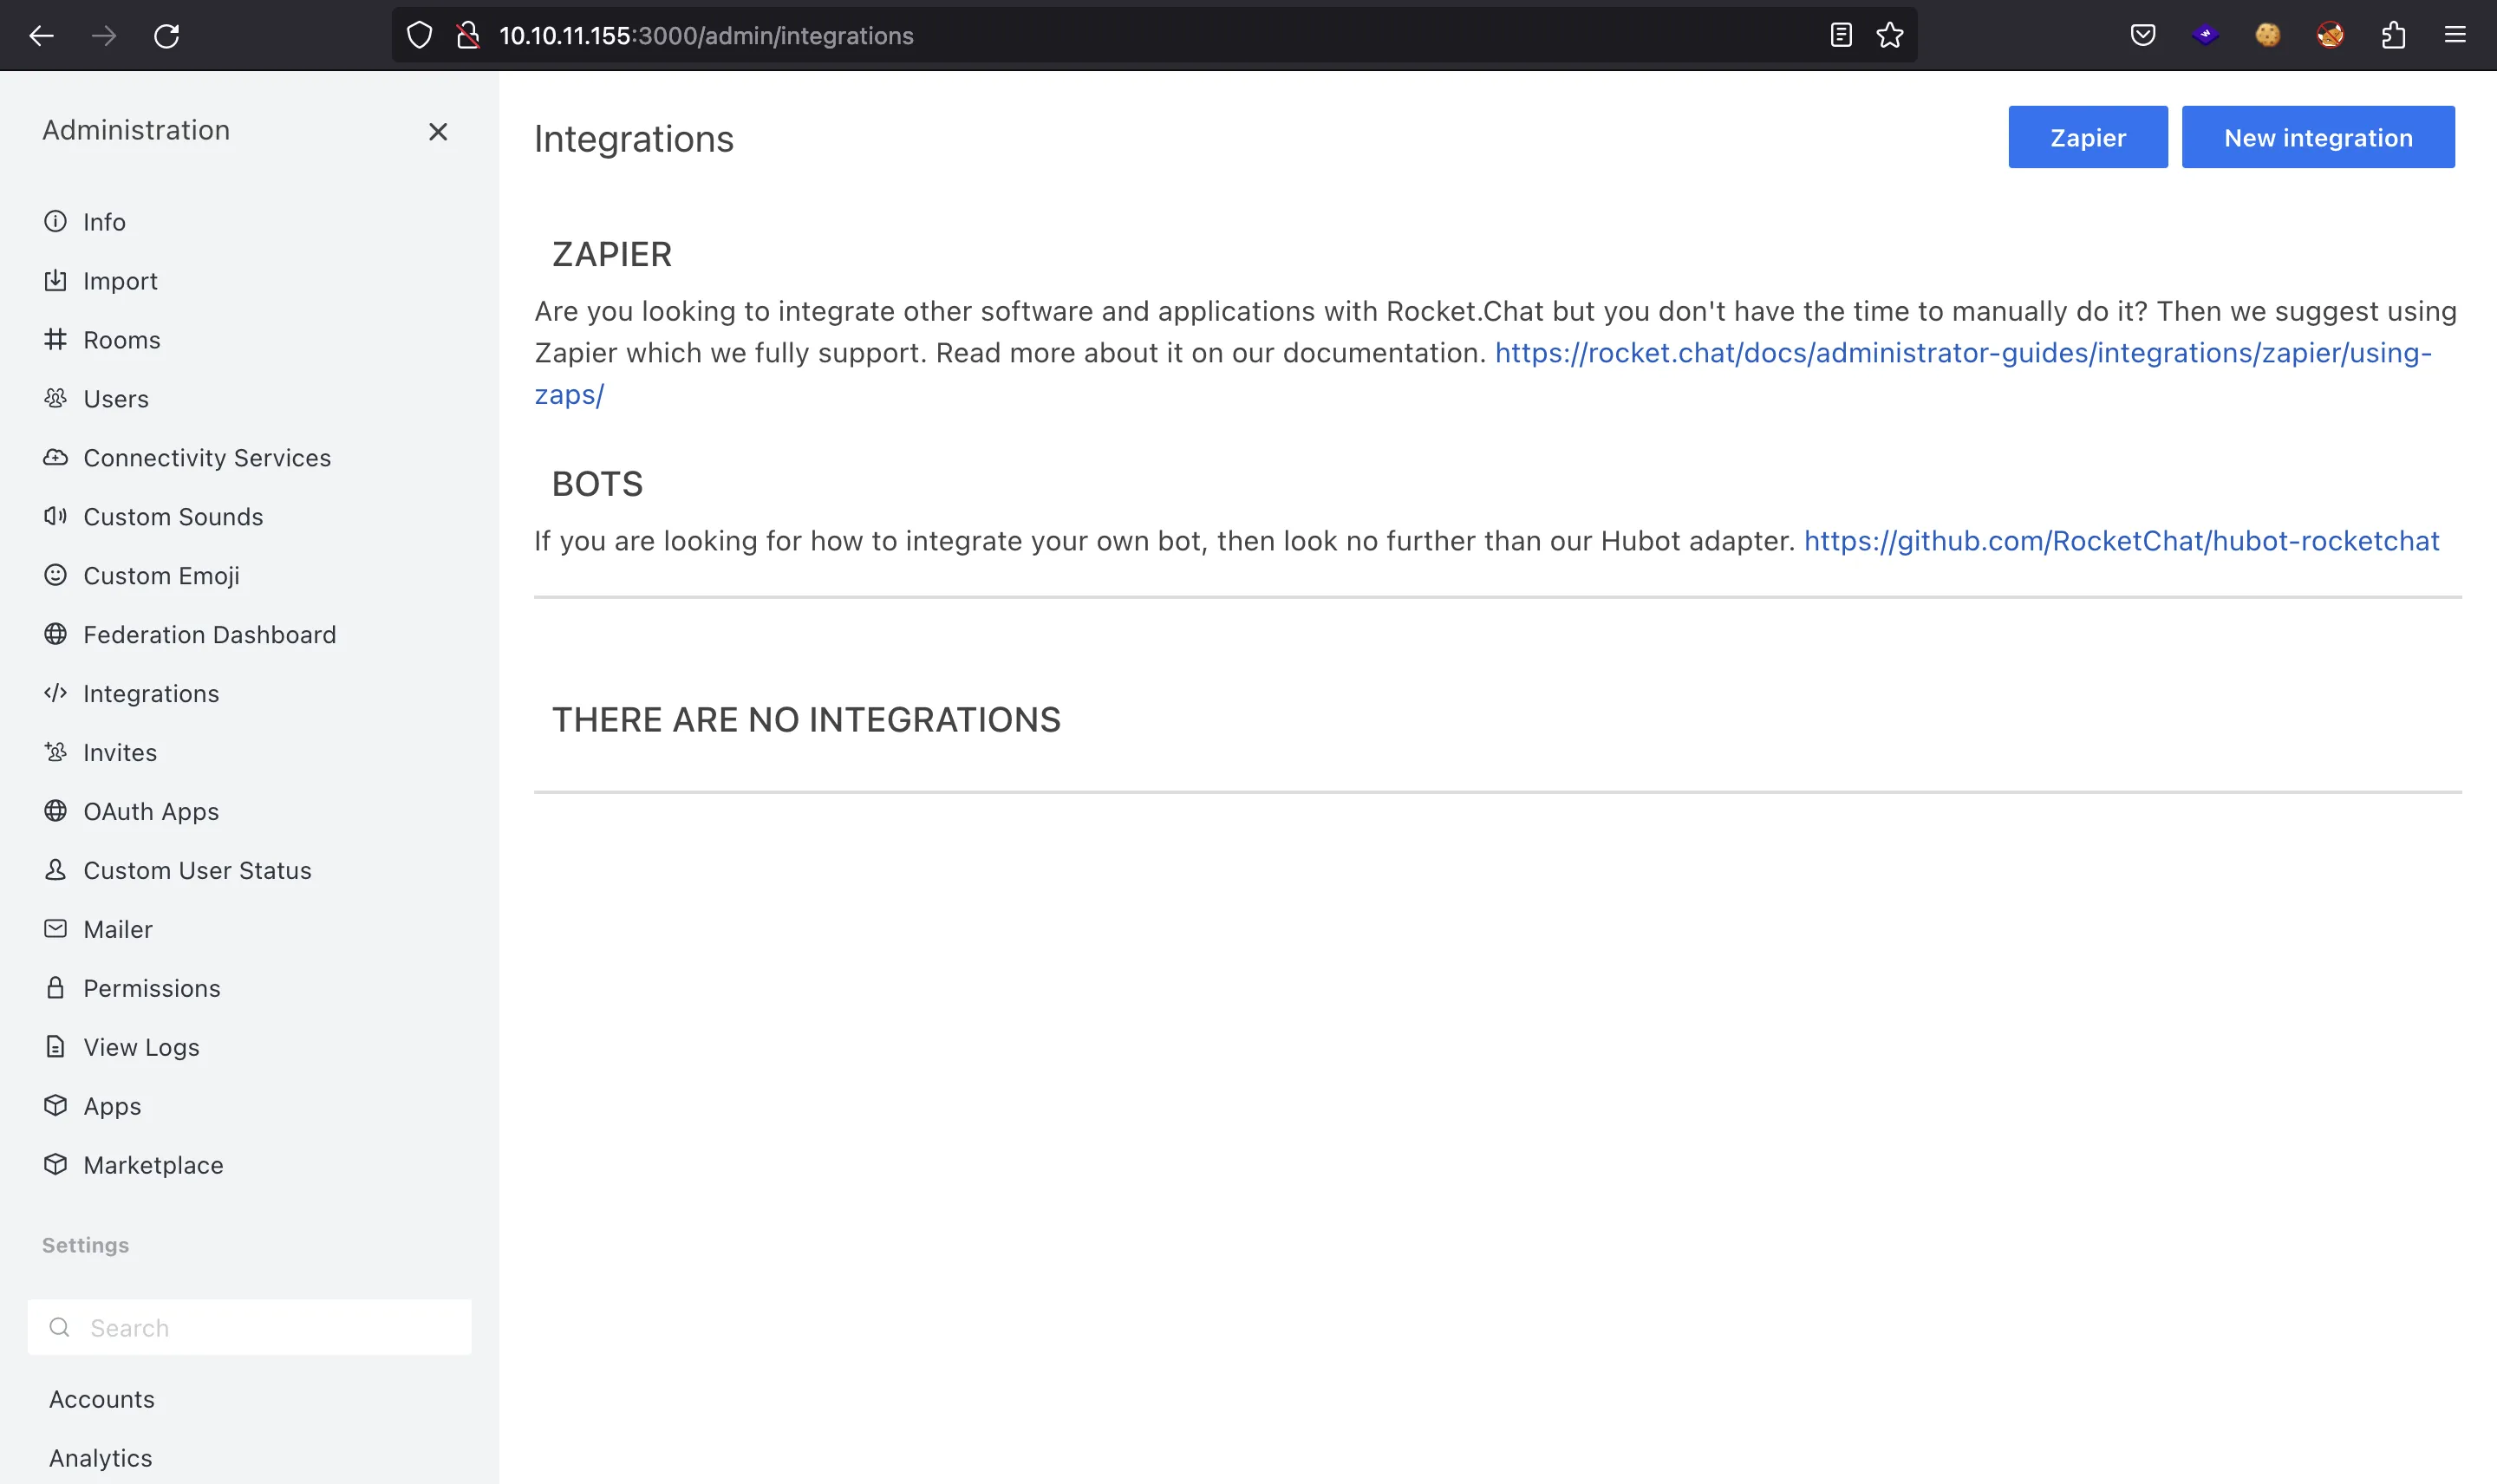 10.10.11.155:3000/admin/integrations
Administration
Info
Import
Rooms
Users
Connectivity Services
Custom Sounds
Custom Emoji
Federation Dashboard
Integrations
Invites
OAuth Apps
Custom User Status
Mailer
Permissions
View Logs
Apps
Marketplace
Settings
Search
Accounts
Analytics
Integrations
Zapier
New integration
ZAPIER
Are you looking to integrate other software and applications with Rocket.Chat but you don't have the time to manually do it? Then we suggest using
Zapier which we fully support. Read more about it on our documentation. https://rocket.chat/docs/administrator-guides/integrations/zapier/using-
zaps/
BOTS
If you are looking for how to integrate your own bot, then look no further than our Hubot adapter. https://github.com/RocketChat/hubot-rocketchat
THERE ARE NO INTEGRATIONS